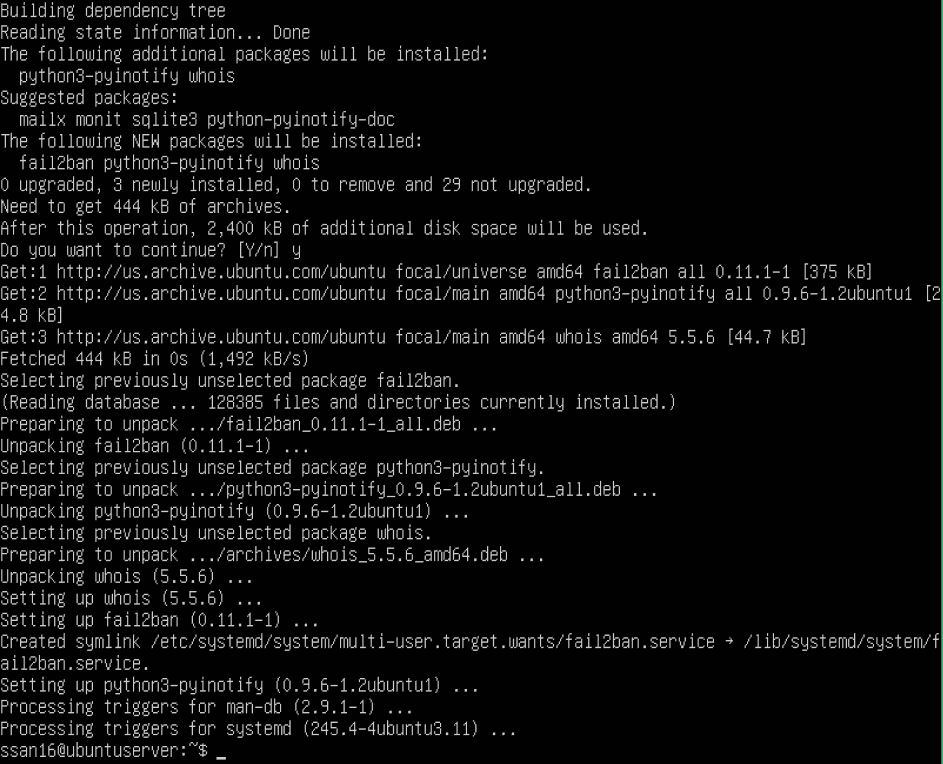 Building dependency tree
Reading state information... Done
The following additional packages will be installed:
  python3-pyinotify whois
Suggested packages:
  mailx monit sqlite3 python-pyinotify-doc
The following NEW packages will be installed:
  fail2ban python3-pyinotify whois
0 upgraded, 3 newly installed, 0 to remove and 29 not upgraded.
Need to get 444 kB of archives.
After this operation, 2,400 kB of additional disk space will be used.
Do you want to continue? [Y/n] y
Get:1 http://us.archive.ubuntu.com/ubuntu focal/universe amd64 fail2ban all 0.11.1-1 [375 kB]
Get:2 http://us.archive.ubuntu.com/ubuntu focal/main amd64 python3-pyinotify all 0.9.6-1.2ubuntu1 [2
4.8 kB]
Get:3 http://us.archive.ubuntu.com/ubuntu focal/main amd64 whois amd64 5.5.6 [44.7 kB]
Fetched 444 kB in 0s (1,492 kB/s)
Selecting previously unselected package fail2ban.
(Reading database ... 128385 files and directories currently installed.)
Preparing to unpack .../fail2ban_0.11.1-1_all.deb ...
Unpacking fail2ban (0.11.1-1) ...
Selecting previously unselected package python3-pyinotify.
Preparing to unpack .../python3-pyinotify_0.9.6-1.2ubuntu1_all.deb ...
Unpacking python3-pyinotify (0.9.6-1.2ubuntu1) ...
Selecting previously unselected package whois.
Preparing to unpack .../archives/whois_5.5.6_amd64.deb ...
Unpacking whois (5.5.6) ...
Setting up whois (5.5.6) ...
Setting up fail2ban (0.11.1-1) ...
Created symlink /etc/systemd/system/multi-user.target.wants/fail2ban.service → /lib/systemd/system/f
ail2ban.service.
Setting up python3-pyinotify (0.9.6-1.2ubuntu1) ...
Processing triggers for man-db (2.9.1-1) ...
Processing triggers for systemd (245.4-4ubuntu3.11) ...
ssan16@ubuntuserver:~$ _